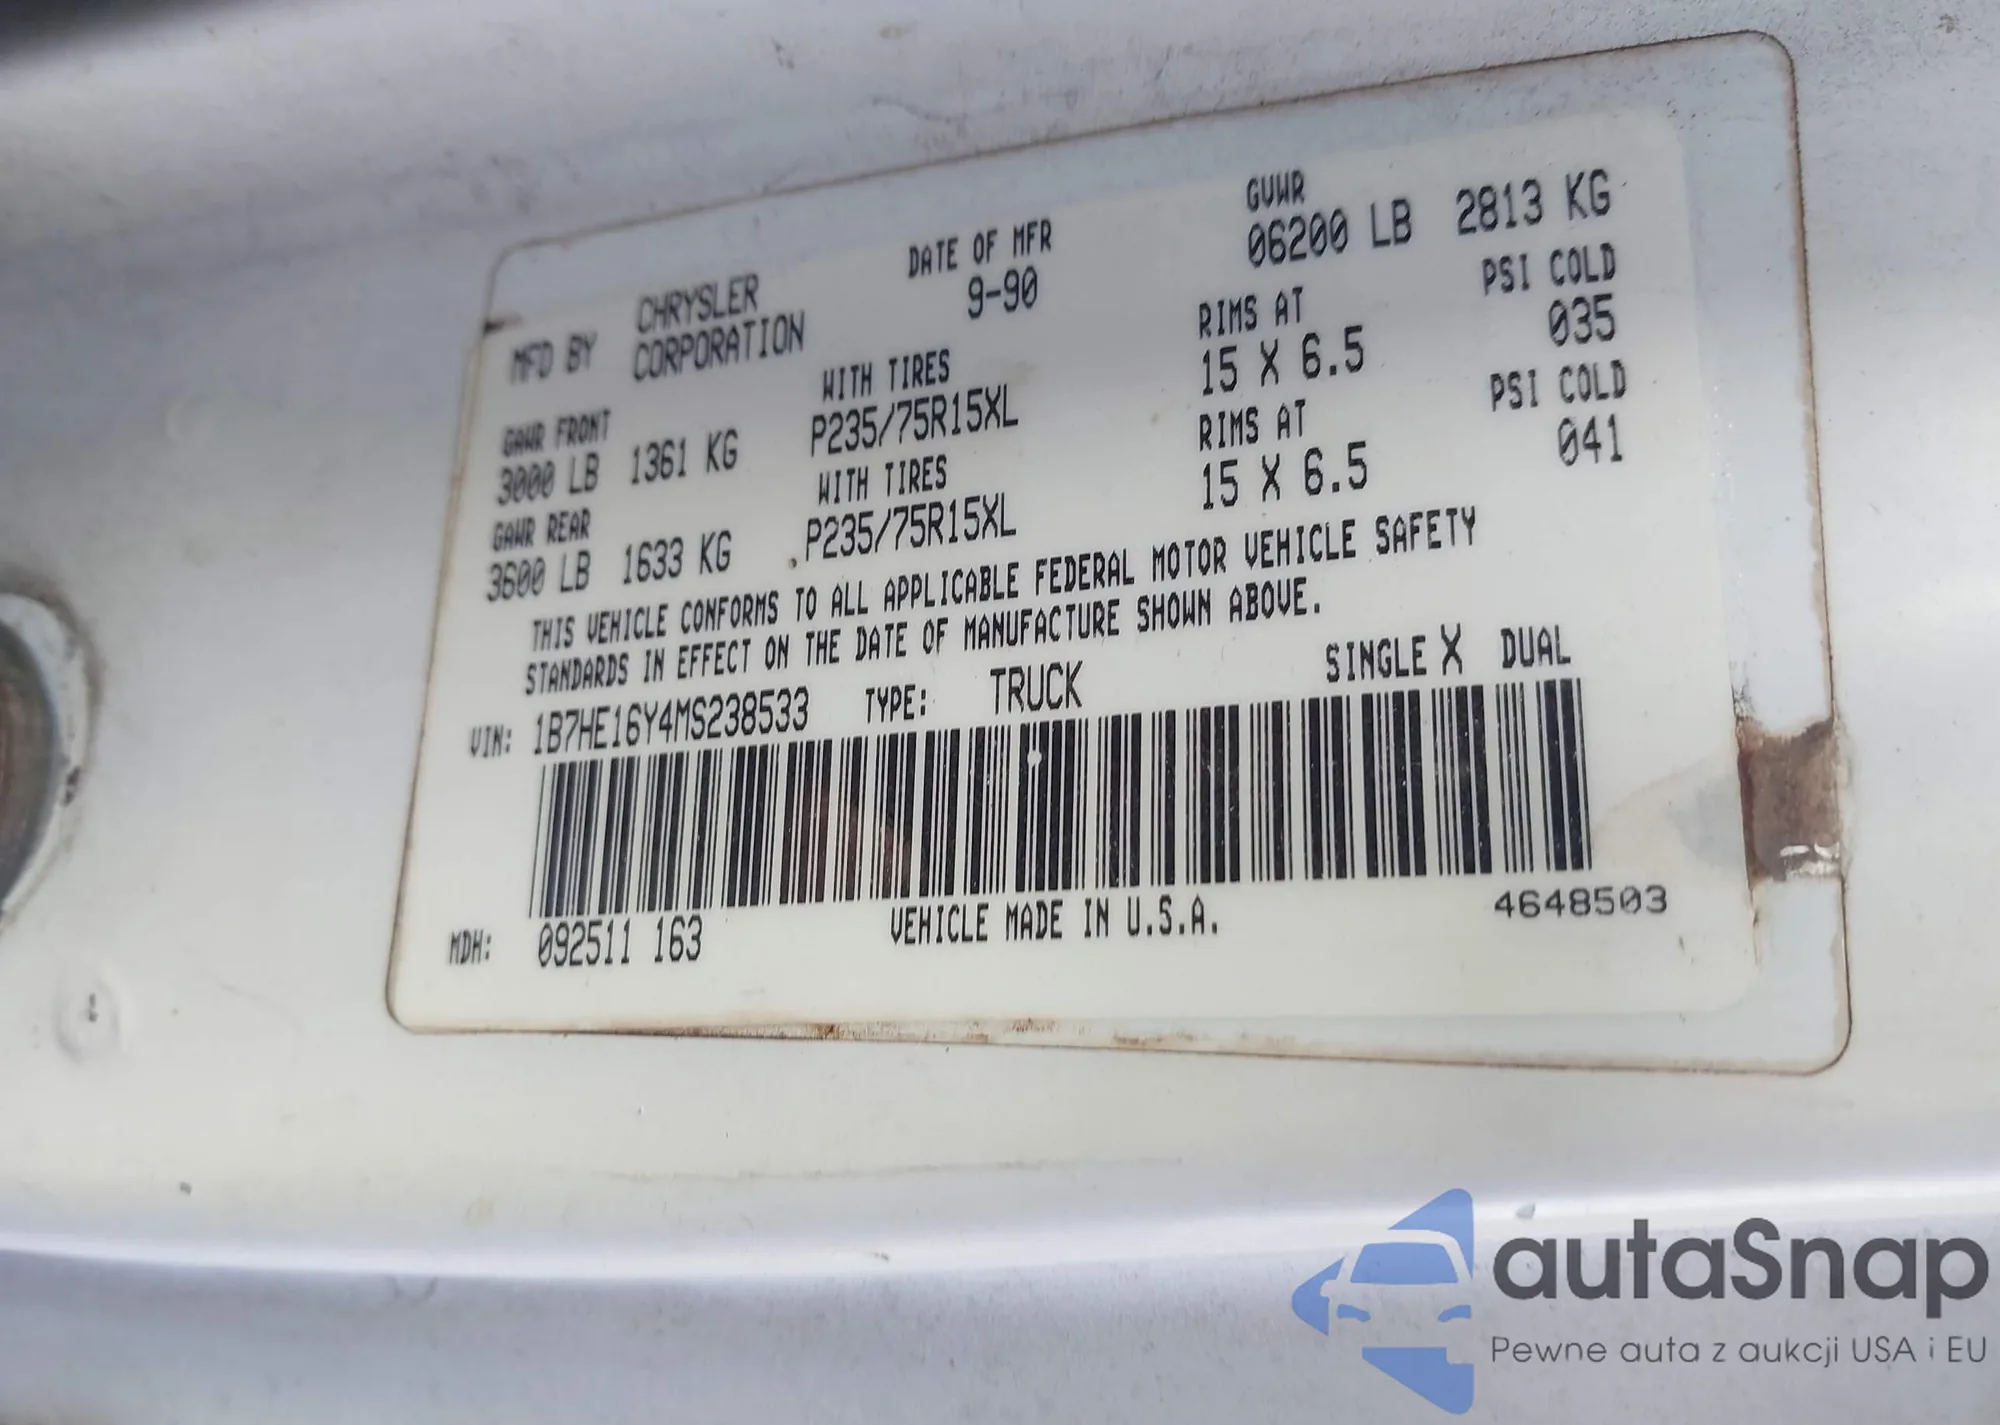 MFD BY CHRYSLER CORPORATION DATE OF MFR 9-90 GVWR 06200 LB 2813 KG
GAWR FRONT WITH TIRES RIMS AT PSI COLD
3000 LB 1361 KG P235/75R15XL 15 X 6.5 035
GAWR REAR WITH TIRES RIMS AT PSI COLD
3600 LB 1633 KG P235/75R15XL 15 X 6.5 041
THIS VEHICLE CONFORMS TO ALL APPLICABLE FEDERAL MOTOR VEHICLE SAFETY
STANDARDS IN EFFECT ON THE DATE OF MANUFACTURE SHOWN ABOVE.
VIN: 1B7HE16Y4MS238533 TYPE: TRUCK SINGLE X DUAL
MDH: 092511 163 VEHICLE MADE IN U.S.A. 4648503
autaSnap
Pewne auta z aukcji USA i EU